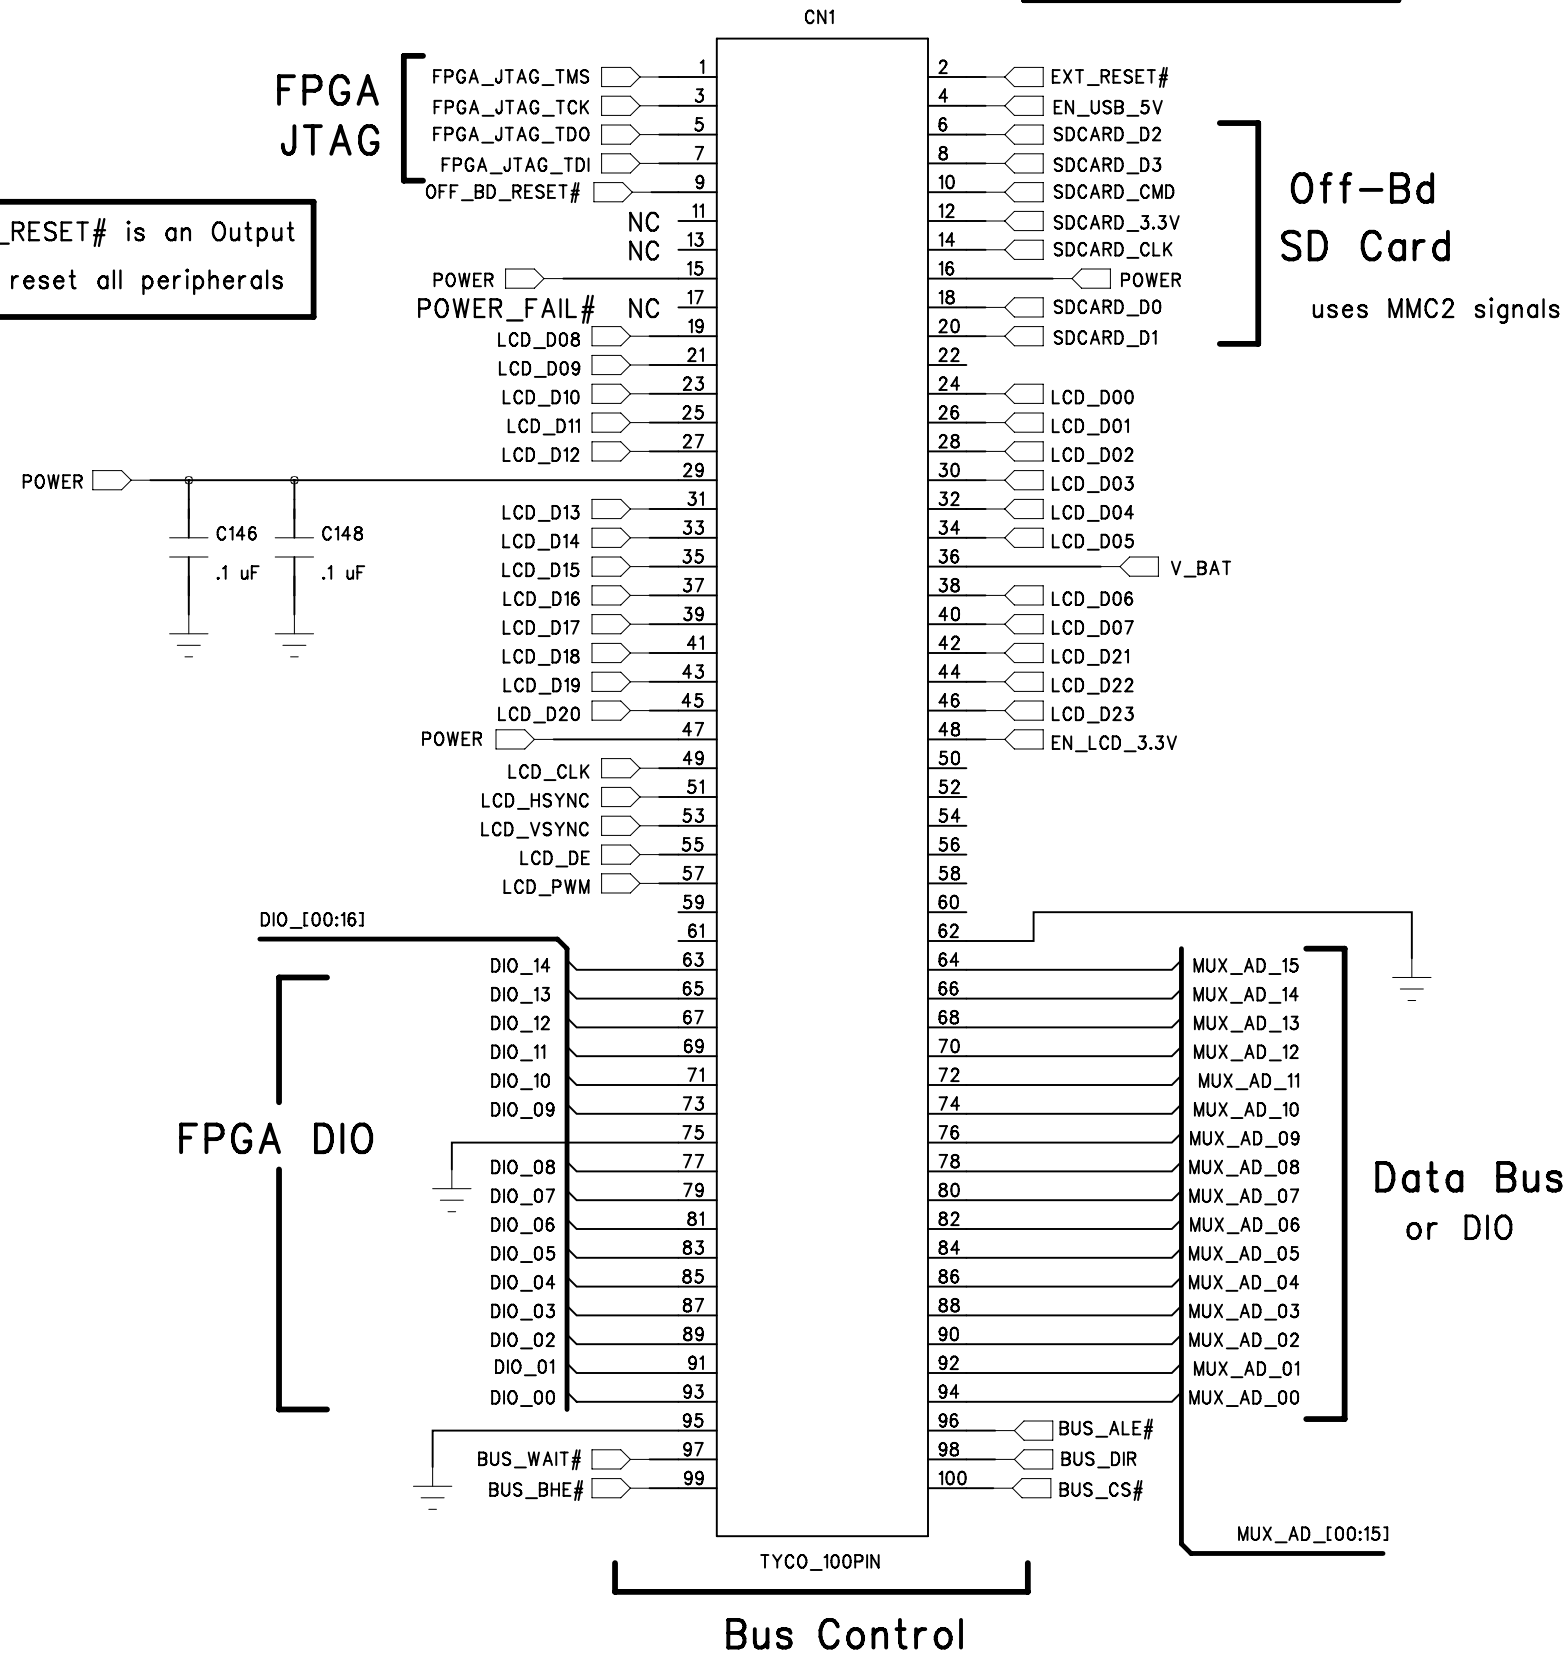 CN1
FPGA
JTAG
FPGA_JTAG_TMS 1
FPGA_JTAG_TCK 3
FPGA_JTAG_TDO 5
FPGA_JTAG_TDI 7
OFF_BD_RESET# 9
NC 11
NC 13
POWER 15
POWER_FAIL# NC 17
LCD_D08 19
LCD_D09 21
LCD_D10 23
LCD_D11 25
LCD_D12 27
POWER 29
C146
.1 uF
C148
.1 uF
LCD_D13 31
LCD_D14 33
LCD_D15 35
LCD_D16 37
LCD_D17 39
LCD_D18 41
LCD_D19 43
LCD_D20 45
POWER 47
LCD_CLK 49
LCD_HSYNC 51
LCD_VSYNC 53
LCD_DE 55
LCD_PWM 57
59
61
_RESET# is an Output
reset all peripherals
DIO_[00:16]
FPGA DIO
DIO_14 63
DIO_13 65
DIO_12 67
DIO_11 69
DIO_10 71
DIO_09 73
75
DIO_08 77
DIO_07 79
DIO_06 81
DIO_05 83
DIO_04 85
DIO_03 87
DIO_02 89
DIO_01 91
DIO_00 93
95
BUS_WAIT# 97
BUS_BHE# 99
2 EXT_RESET#
4 EN_USB_5V
6 SDCARD_D2
8 SDCARD_D3
10 SDCARD_CMD
12 SDCARD_3.3V
14 SDCARD_CLK
16 POWER
18 SDCARD_D0
20 SDCARD_D1
22
Off-Bd
SD Card
uses MMC2 signals
24 LCD_D00
26 LCD_D01
28 LCD_D02
30 LCD_D03
32 LCD_D04
34 LCD_D05
36 V_BAT
38 LCD_D06
40 LCD_D07
42 LCD_D21
44 LCD_D22
46 LCD_D23
48 EN_LCD_3.3V
50
52
54
56
58
60
62
64 MUX_AD_15
66 MUX_AD_14
68 MUX_AD_13
70 MUX_AD_12
72 MUX_AD_11
74 MUX_AD_10
76 MUX_AD_09
78 MUX_AD_08
80 MUX_AD_07
82 MUX_AD_06
84 MUX_AD_05
86 MUX_AD_04
88 MUX_AD_03
90 MUX_AD_02
92 MUX_AD_01
94 MUX_AD_00
Data Bus
or DIO
96 BUS_ALE#
98 BUS_DIR
100 BUS_CS#
MUX_AD_[00:15]
TYCO_100PIN
Bus Control